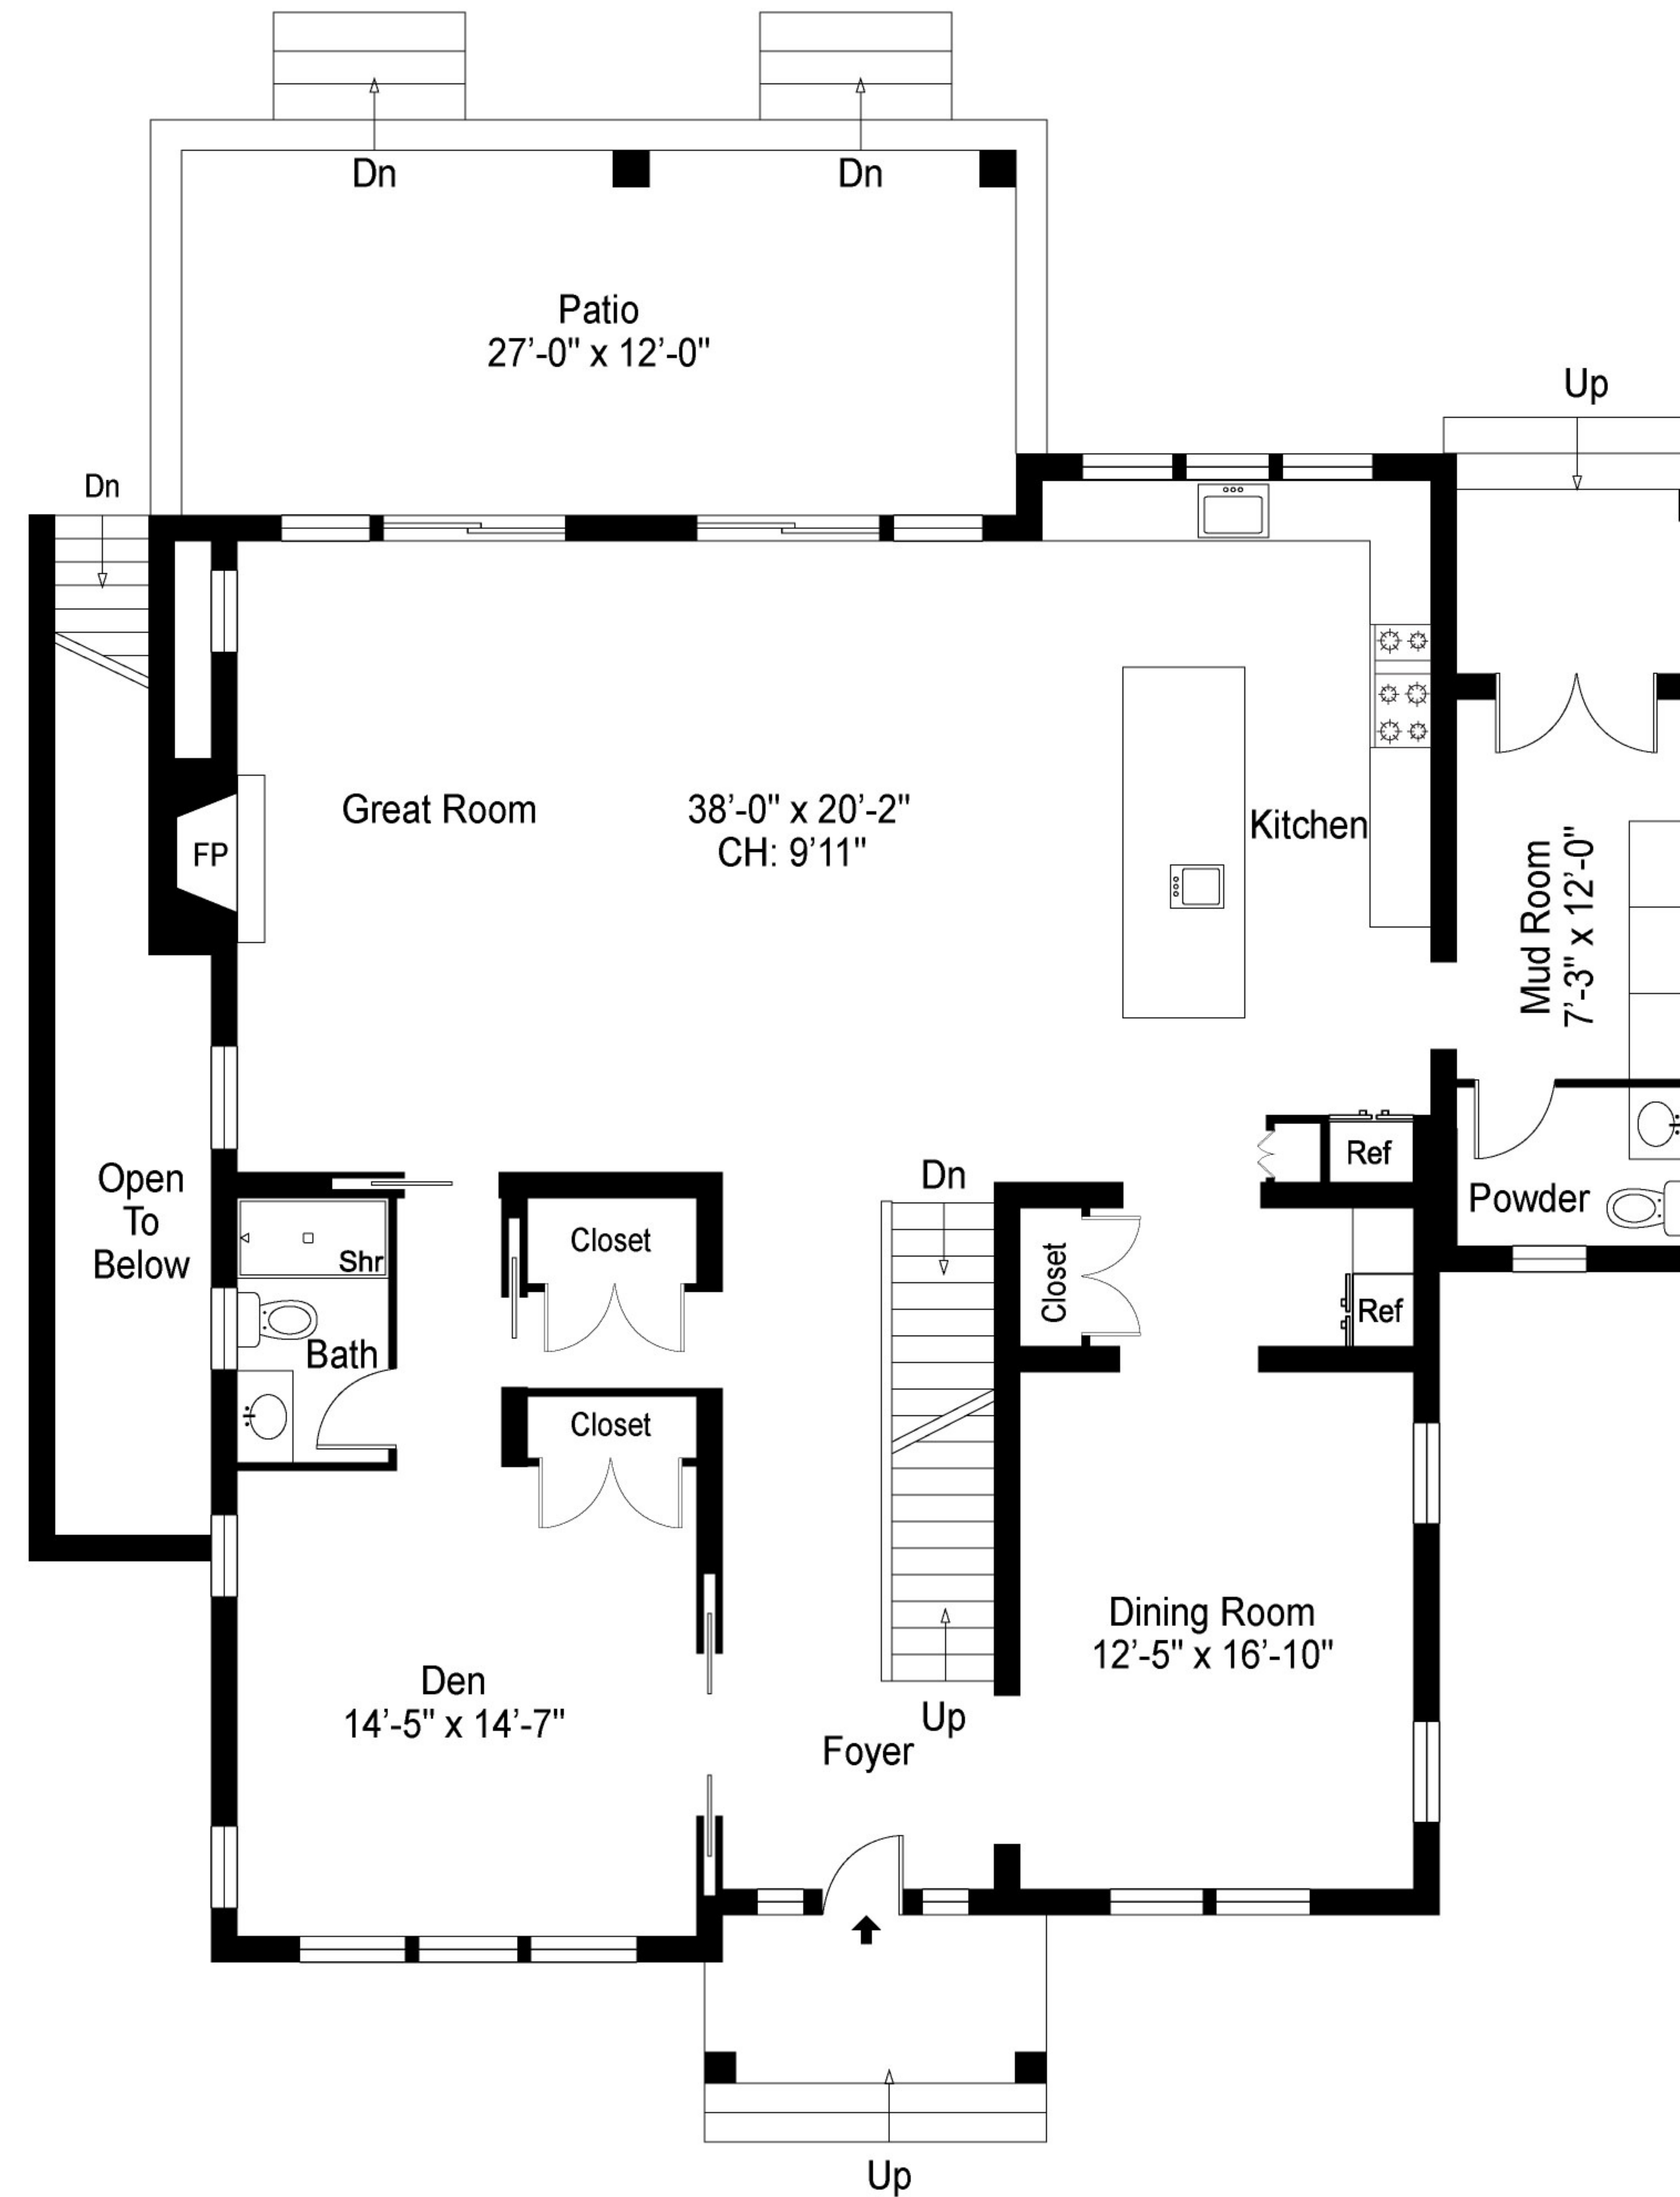 Dn
Dn
Patio
27'-0" x 12'-0"
Up
Dn
Great Room
38'-0" x 20'-2"
CH: 9'11"
Kitchen
FP
Mud Room
7'-3" x 12'-0"
Open
To
Below
Dn
Ref
Powder
Shr
Closet
Closet
Ref
Bath
Closet
Dining Room
12'-5" x 16'-10"
Den
14'-5" x 14'-7"
Up
Foyer
Up